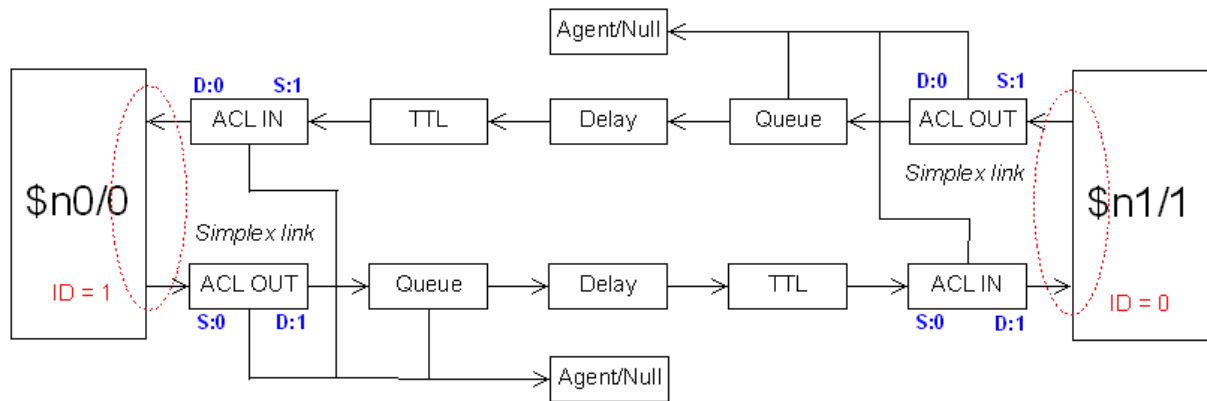 Agent/Null
D:0 S:1
D:0 S:1
ACL IN
TTL
Delay
Queue
ACL OUT
Simplex link
$n0/0
$n1/1
Simplex link
ACL OUT
Queue
Delay
TTL
ACL IN
ID = 1
ID = 0
S:0 D:1
S:0 D:1
Agent/Null